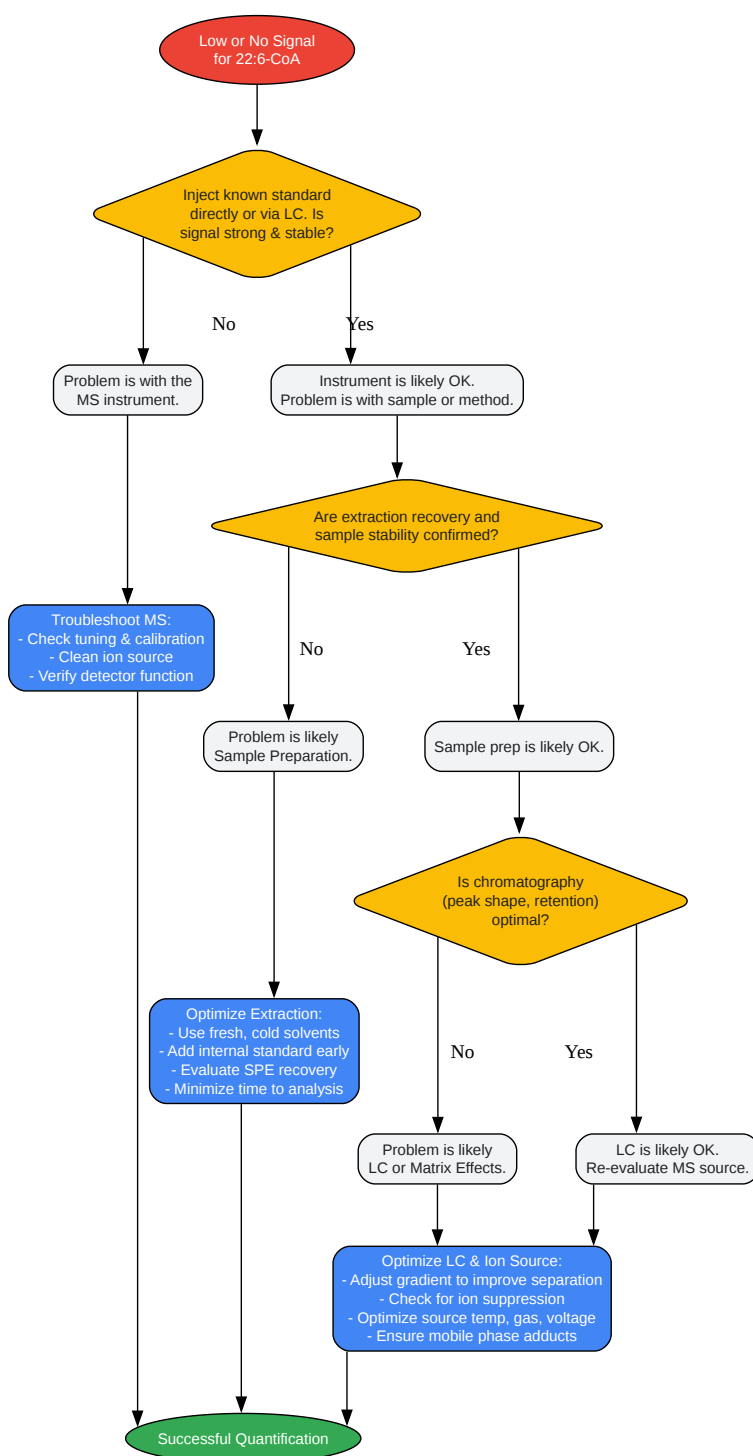 Low or No Signal
for 22:6-CoA
Inject known standard
directly or via LC. Is
signal strong & stable?
No
Yes
Problem is with the
MS instrument.
Instrument is likely OK.
Problem is with sample or method.
Are extraction recovery and
sample stability confirmed?
Troubleshoot MS:
- Check tuning & calibration
- Clean ion source
- Verify detector function
No
Yes
Problem is likely
Sample Preparation.
Sample prep is likely OK.
Is chromatography
(peak shape, retention)
optimal?
Optimize Extraction:
- Use fresh, cold solvents
- Add internal standard early
- Evaluate SPE recovery
- Minimize time to analysis
No
Yes
Problem is likely
LC or Matrix Effects.
LC is likely OK.
Re-evaluate MS source.
Optimize LC & Ion Source:
- Adjust gradient to improve separation
- Check for ion suppression
- Optimize source temp, gas, voltage
- Ensure mobile phase adducts
Successful Quantification